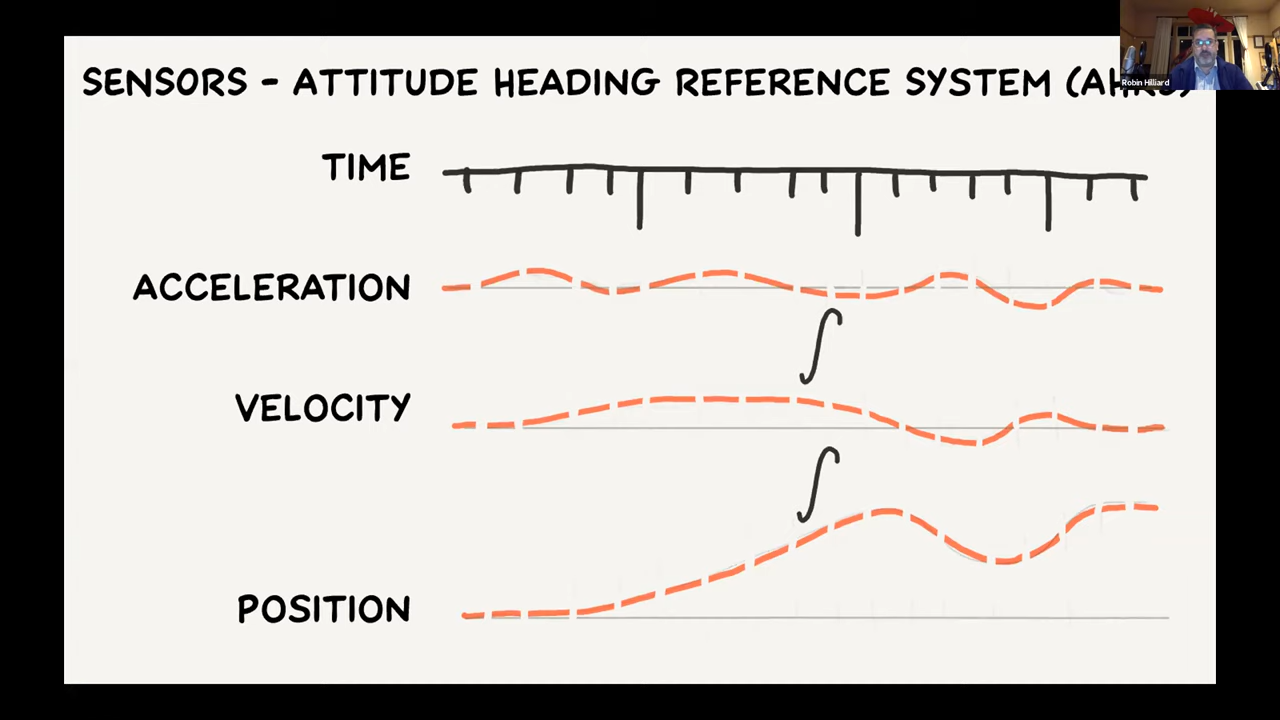 SENSORS - ATTITUDE HEADING REFERENCE SYSTEM
Robin Hilliard
TIME
ACCELERATION
∫
VELOCITY
∫
POSITION